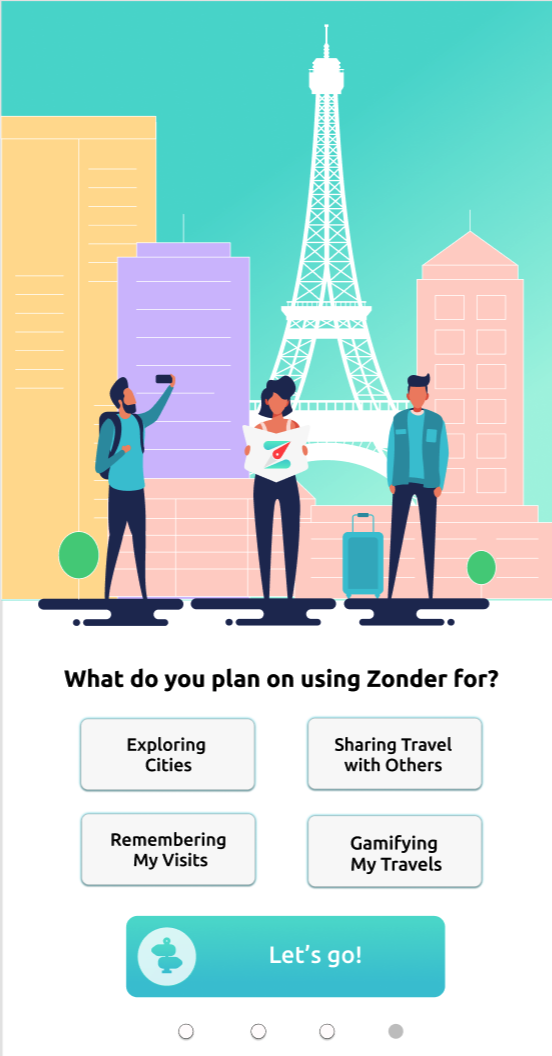 What do you plan on using Zonder for?
Exploring
Cities
Sharing Travel
with Others
Remembering
My Visits
Gamifying
My Travels
Let's go!